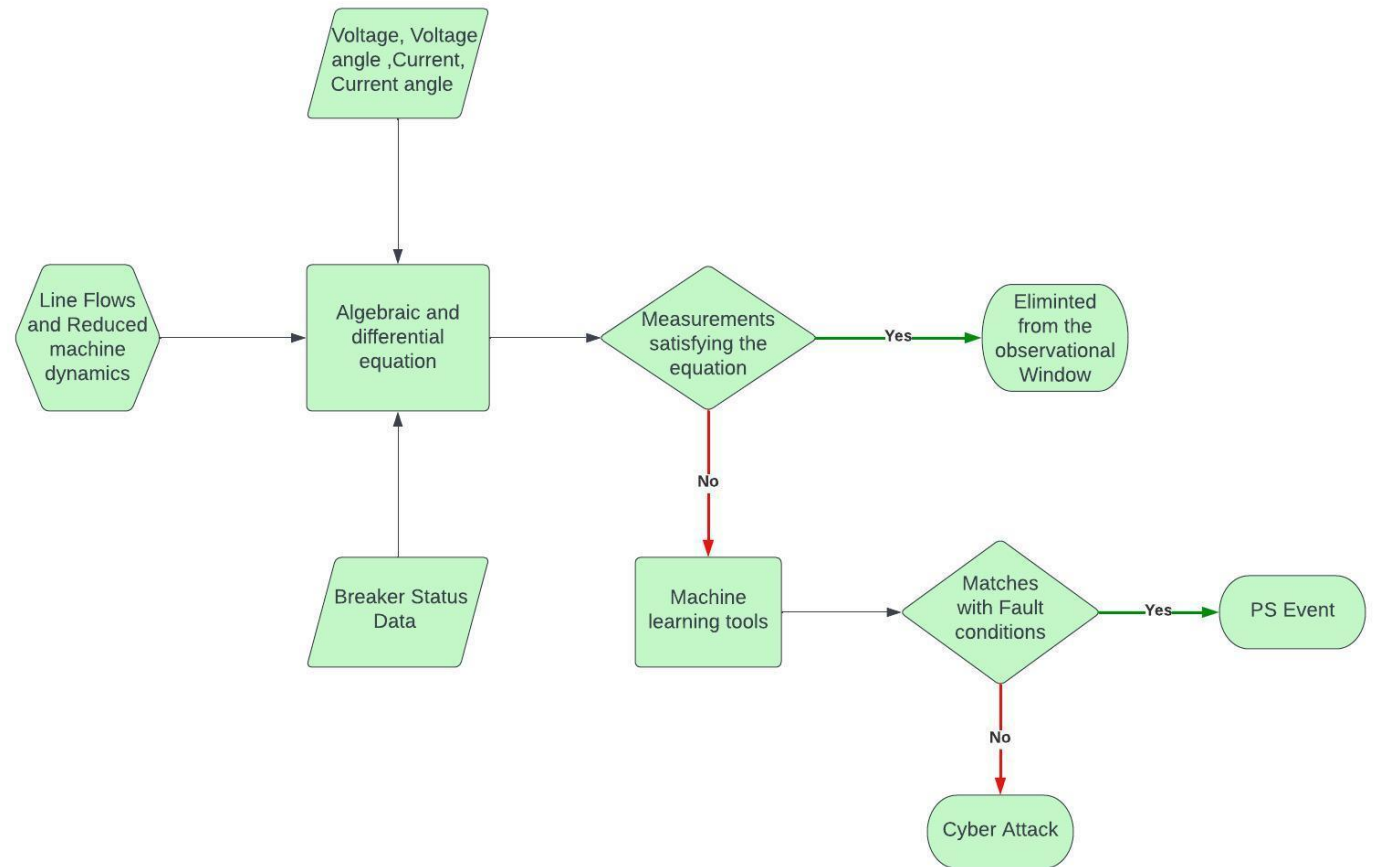 Voltage, Voltage
angle ,Current,
Current angle
Line Flows
and Reduced
machine
dynamics
Algebraic and
differential
equation
Measurements
satisfying the
equation
Yes
Eliminted
from the
observational
Window
No
Breaker Status
Data
Machine
learning tools
Matches
with Fault
conditions
Yes
PS Event
No
Cyber Attack